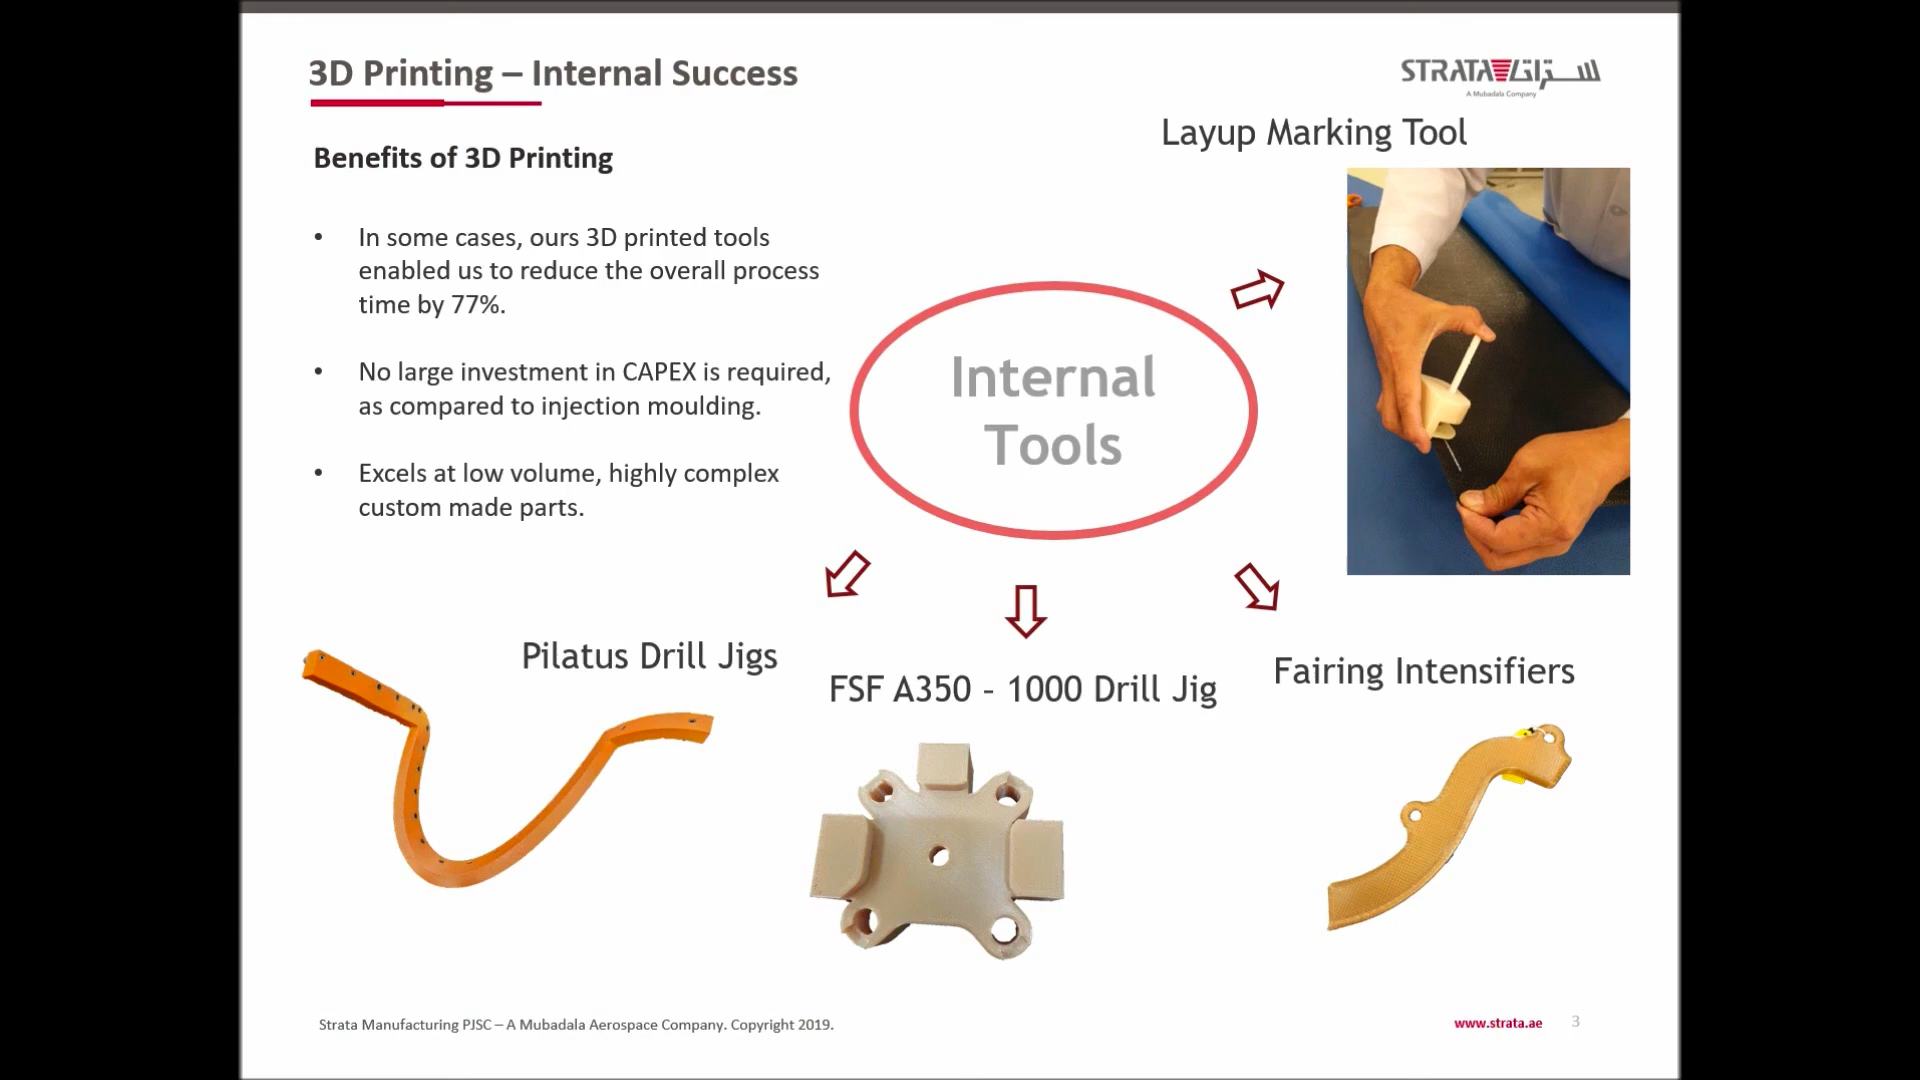 3D Printing – Internal Success
STRATA ستراتا
A Mubadala Company
Benefits of 3D Printing
• In some cases, ours 3D printed tools
enabled us to reduce the overall process
time by 77%.
• No large investment in CAPEX is required,
as compared to injection moulding.
• Excels at low volume, highly complex
custom made parts.
Layup Marking Tool
Internal
Tools
Pilatus Drill Jigs
FSF A350 - 1000 Drill Jig
Fairing Intensifiers
Strata Manufacturing PJSC – A Mubadala Aerospace Company. Copyright 2019.
www.strata.ae 3